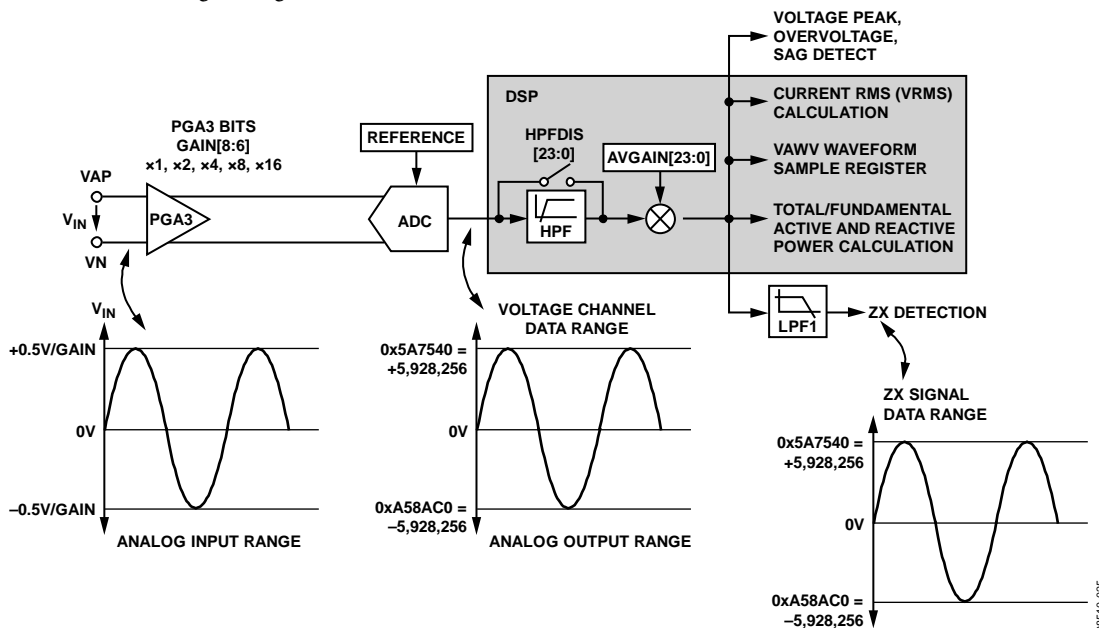 VOLTAGE PEAK,
OVERVOLTAGE,
SAG DETECT
DSP
CURRENT RMS (VRMS)
CALCULATION
PGA3 BITS
GAIN[8:6]
×1, ×2, ×4, ×8, ×16
REFERENCE
HPFDIS
[23:0]
AVGAIN[23:0]
VAWV WAVEFORM
SAMPLE REGISTER
VAP
VIN
VN
PGA3
ADC
HPF
TOTAL/FUNDAMENTAL
ACTIVE AND REACTIVE
POWER CALCULATION
LPF1
ZX DETECTION
VIN
+0.5V/GAIN
0V
–0.5V/GAIN
ANALOG INPUT RANGE
VOLTAGE CHANNEL
DATA RANGE
0x5A7540 =
+5,928,256
0V
0xA58AC0 =
–5,928,256
ANALOG OUTPUT RANGE
ZX SIGNAL
DATA RANGE
0x5A7540 =
+5,928,256
0V
0xA58AC0 =
–5,928,256